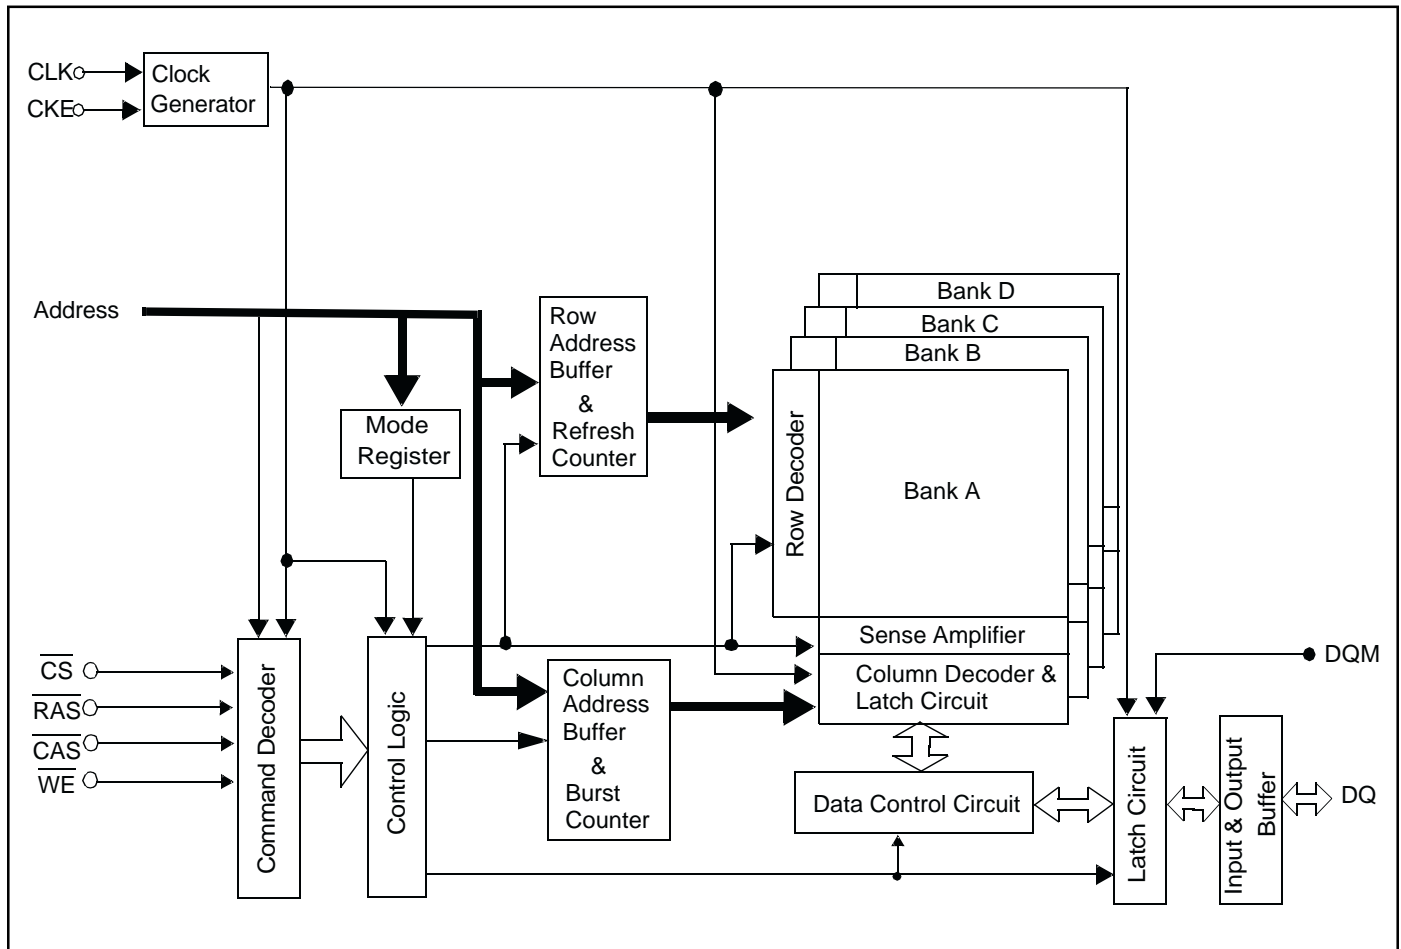 CLK
CKE
Clock
Generator
Address
Mode
Register
Row
Address
Buffer
&
Refresh
Counter
Bank D
Bank C
Bank B
Bank A
Row Decoder
Sense Amplifier
Column Decoder &
Latch Circuit
CS
RAS
CAS
WE
Command Decoder
Control Logic
Column
Address
Buffer
&
Burst
Counter
Data Control Circuit
DQM
Latch Circuit
Input & Output
Buffer
DQ